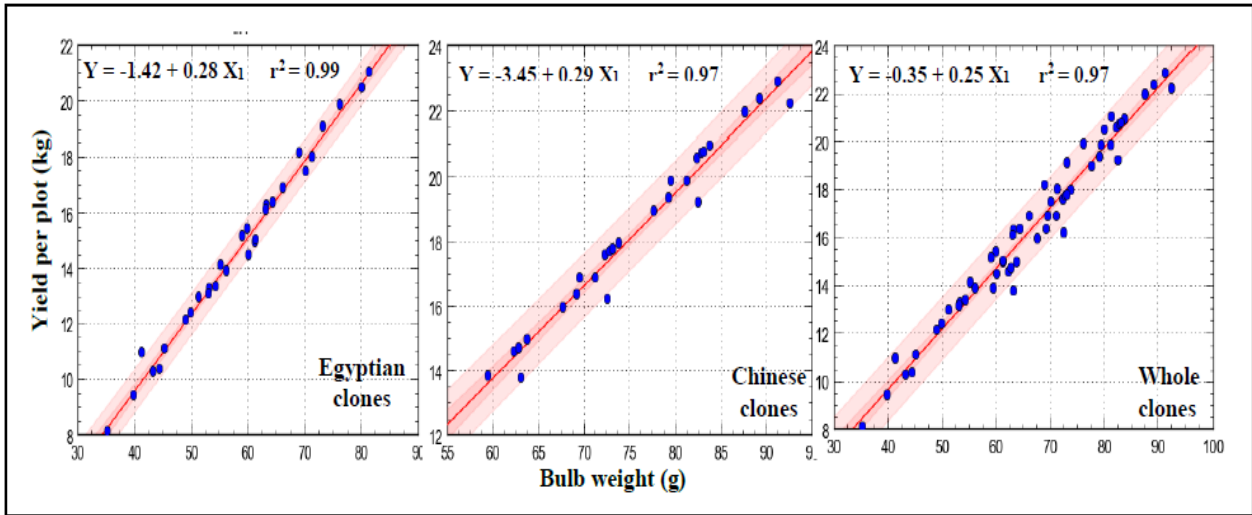 Y = -1.42 + 0.28 X1 r² = 0.99
Y = -3.45 + 0.29 X1 r² = 0.97
Y = -0.35 + 0.25 X1 r² = 0.97
Yield per plot (kg)
22
20
18
16
14
12
10
8
Egyptian
clones
30 40 50 60 70 80
24
22
20
18
16
14
12
Chinese
clones
55 60 65 70 75 80 85 90
24
22
20
18
16
14
12
10
8
Whole
clones
30 40 50 60 70 80 90 100
Bulb weight (g)